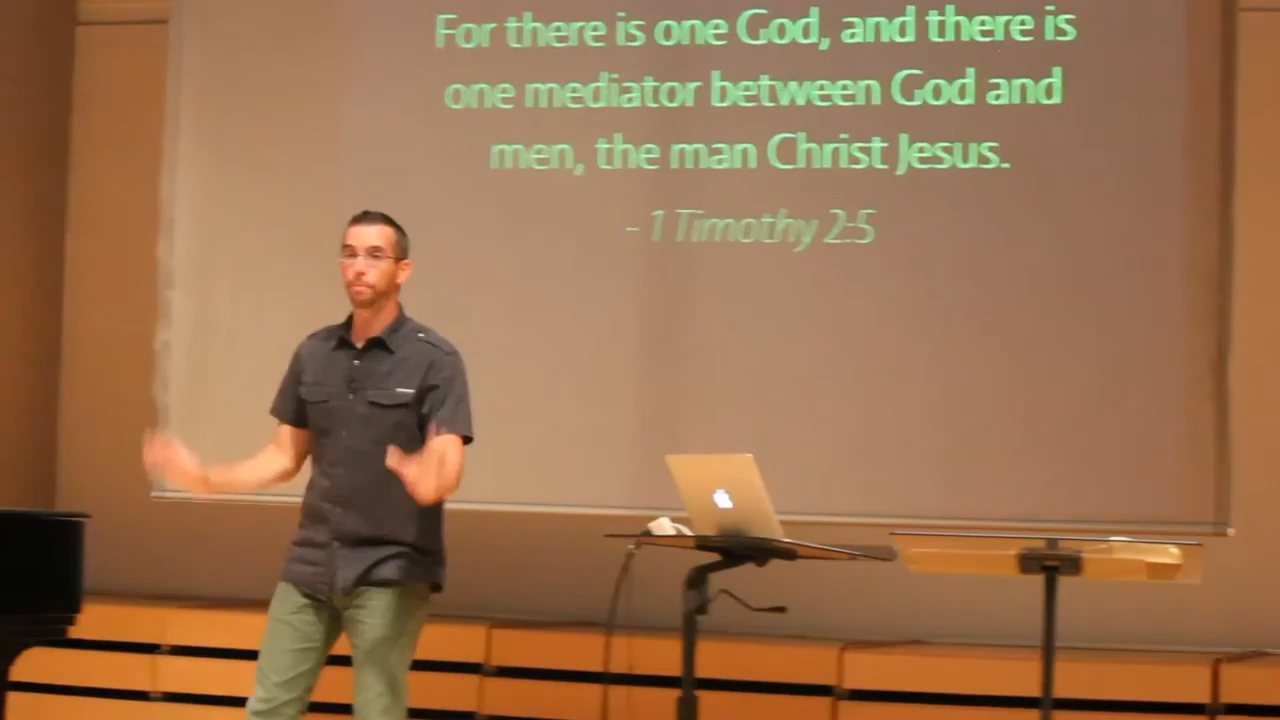 For there is one God, and there is
one mediator between God and
men, the man Christ Jesus.
- 1 Timothy 2:5